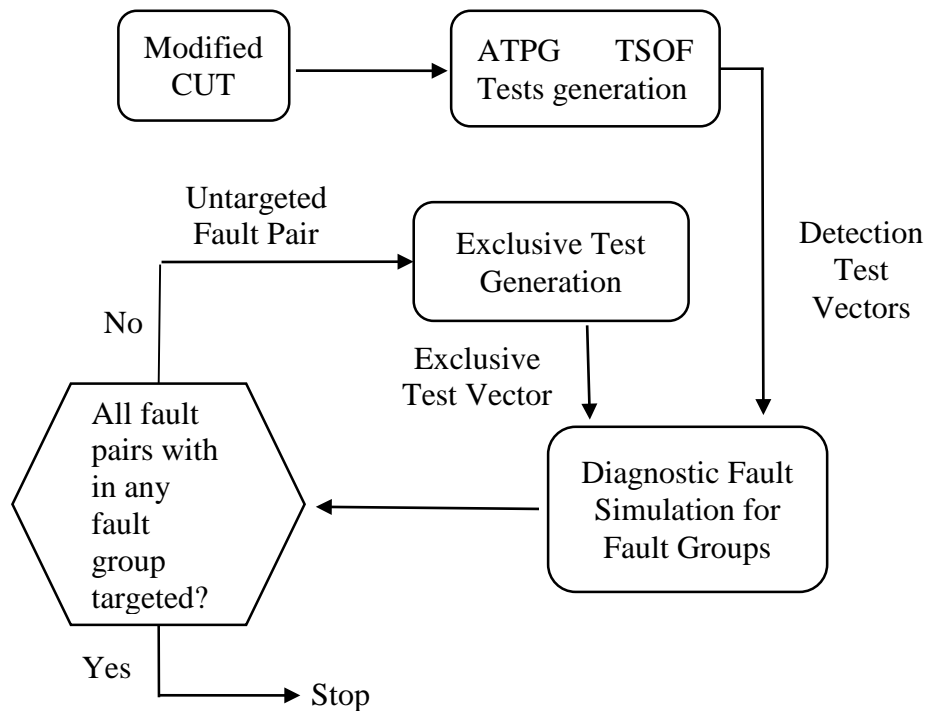 Modified
CUT
ATPG TSOF
Tests generation
Untargeted
Fault Pair
Exclusive Test
Generation
Detection
Test
Vectors
No
Exclusive
Test Vector
All fault
pairs with
in any
fault
group
targeted?
Diagnostic Fault
Simulation for
Fault Groups
Yes
Stop